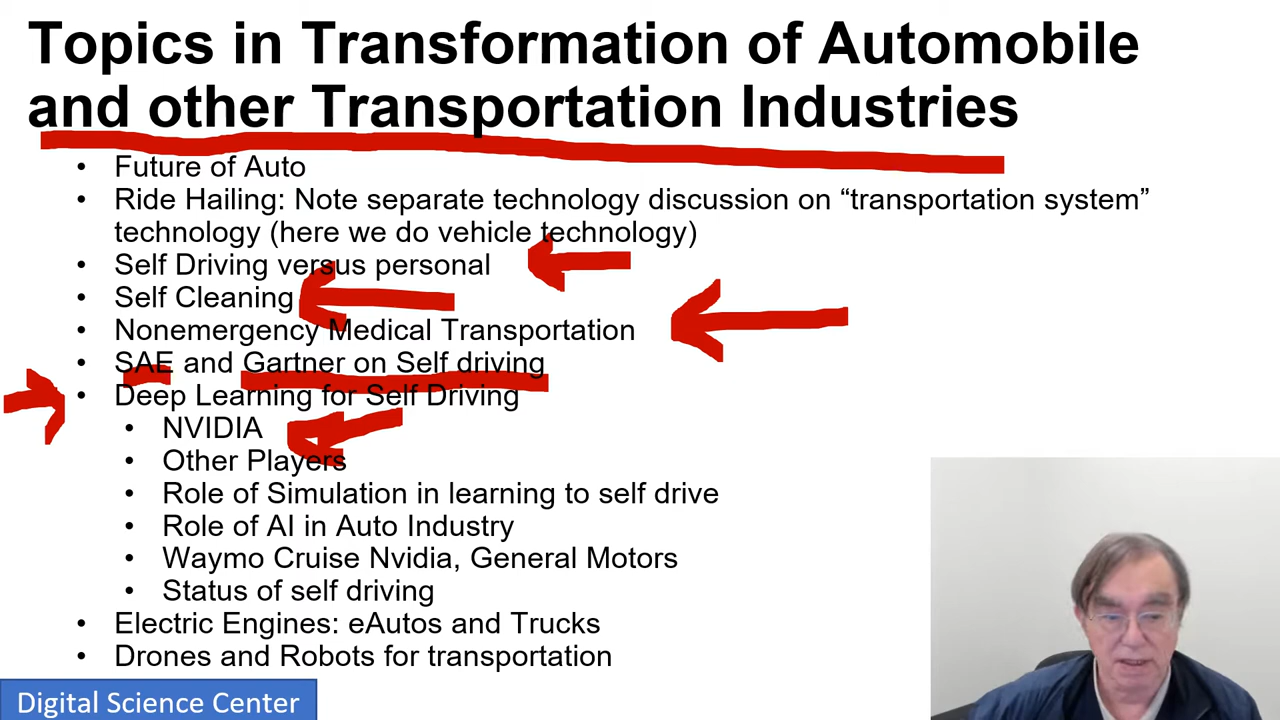 Topics in Transformation of Automobile
and other Transportation Industries
• Future of Auto
• Ride Hailing: Note separate technology discussion on “transportation system”
technology (here we do vehicle technology)
• Self Driving versus personal
• Self Cleaning
• Nonemergency Medical Transportation
• SAE and Gartner on Self driving
• Deep Learning for Self Driving
• NVIDIA
• Other Players
• Role of Simulation in learning to self drive
• Role of AI in Auto Industry
• Waymo Cruise Nvidia, General Motors
• Status of self driving
• Electric Engines: eAutos and Trucks
• Drones and Robots for transportation
Digital Science Center